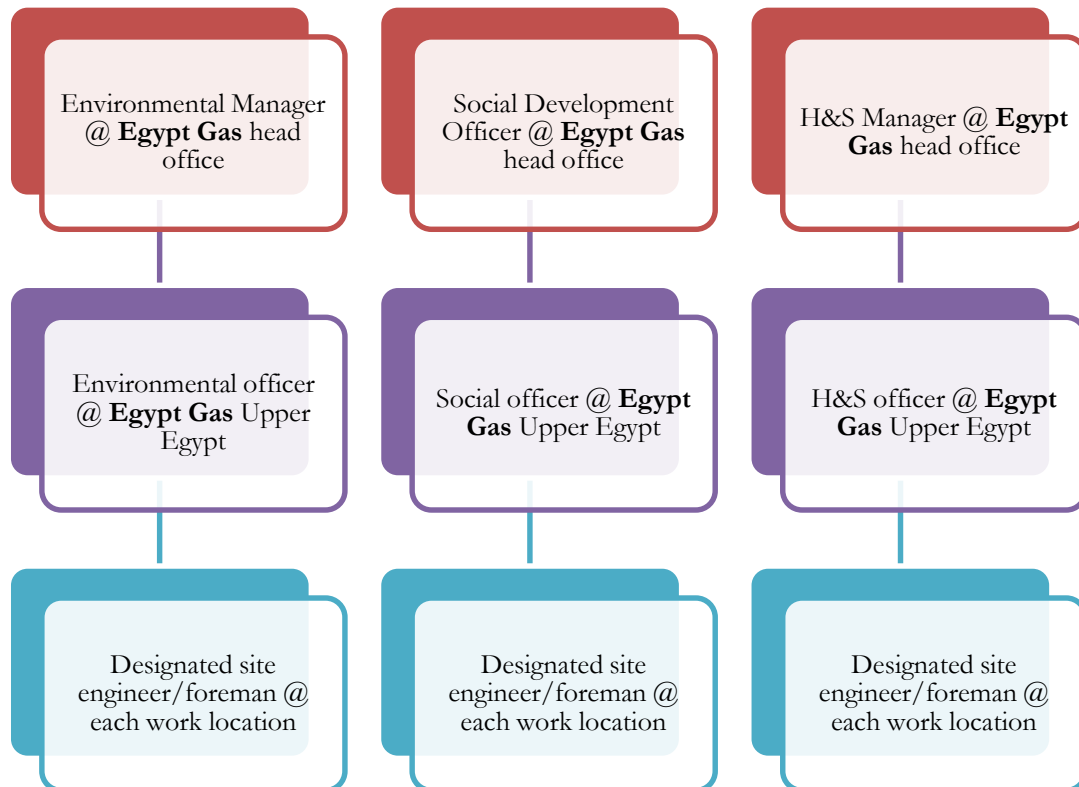 Environmental Manager
@ Egypt Gas head
office
Social Development
Officer @ Egypt Gas
head office
H&S Manager @ Egypt
Gas head office
Environmental officer
@ Egypt Gas Upper
Egypt
Social officer @ Egypt
Gas Upper Egypt
H&S officer @ Egypt
Gas Upper Egypt
Designated site
engineer/foreman @
each work location
Designated site
engineer/foreman @
each work location
Designated site
engineer/foreman @
each work location